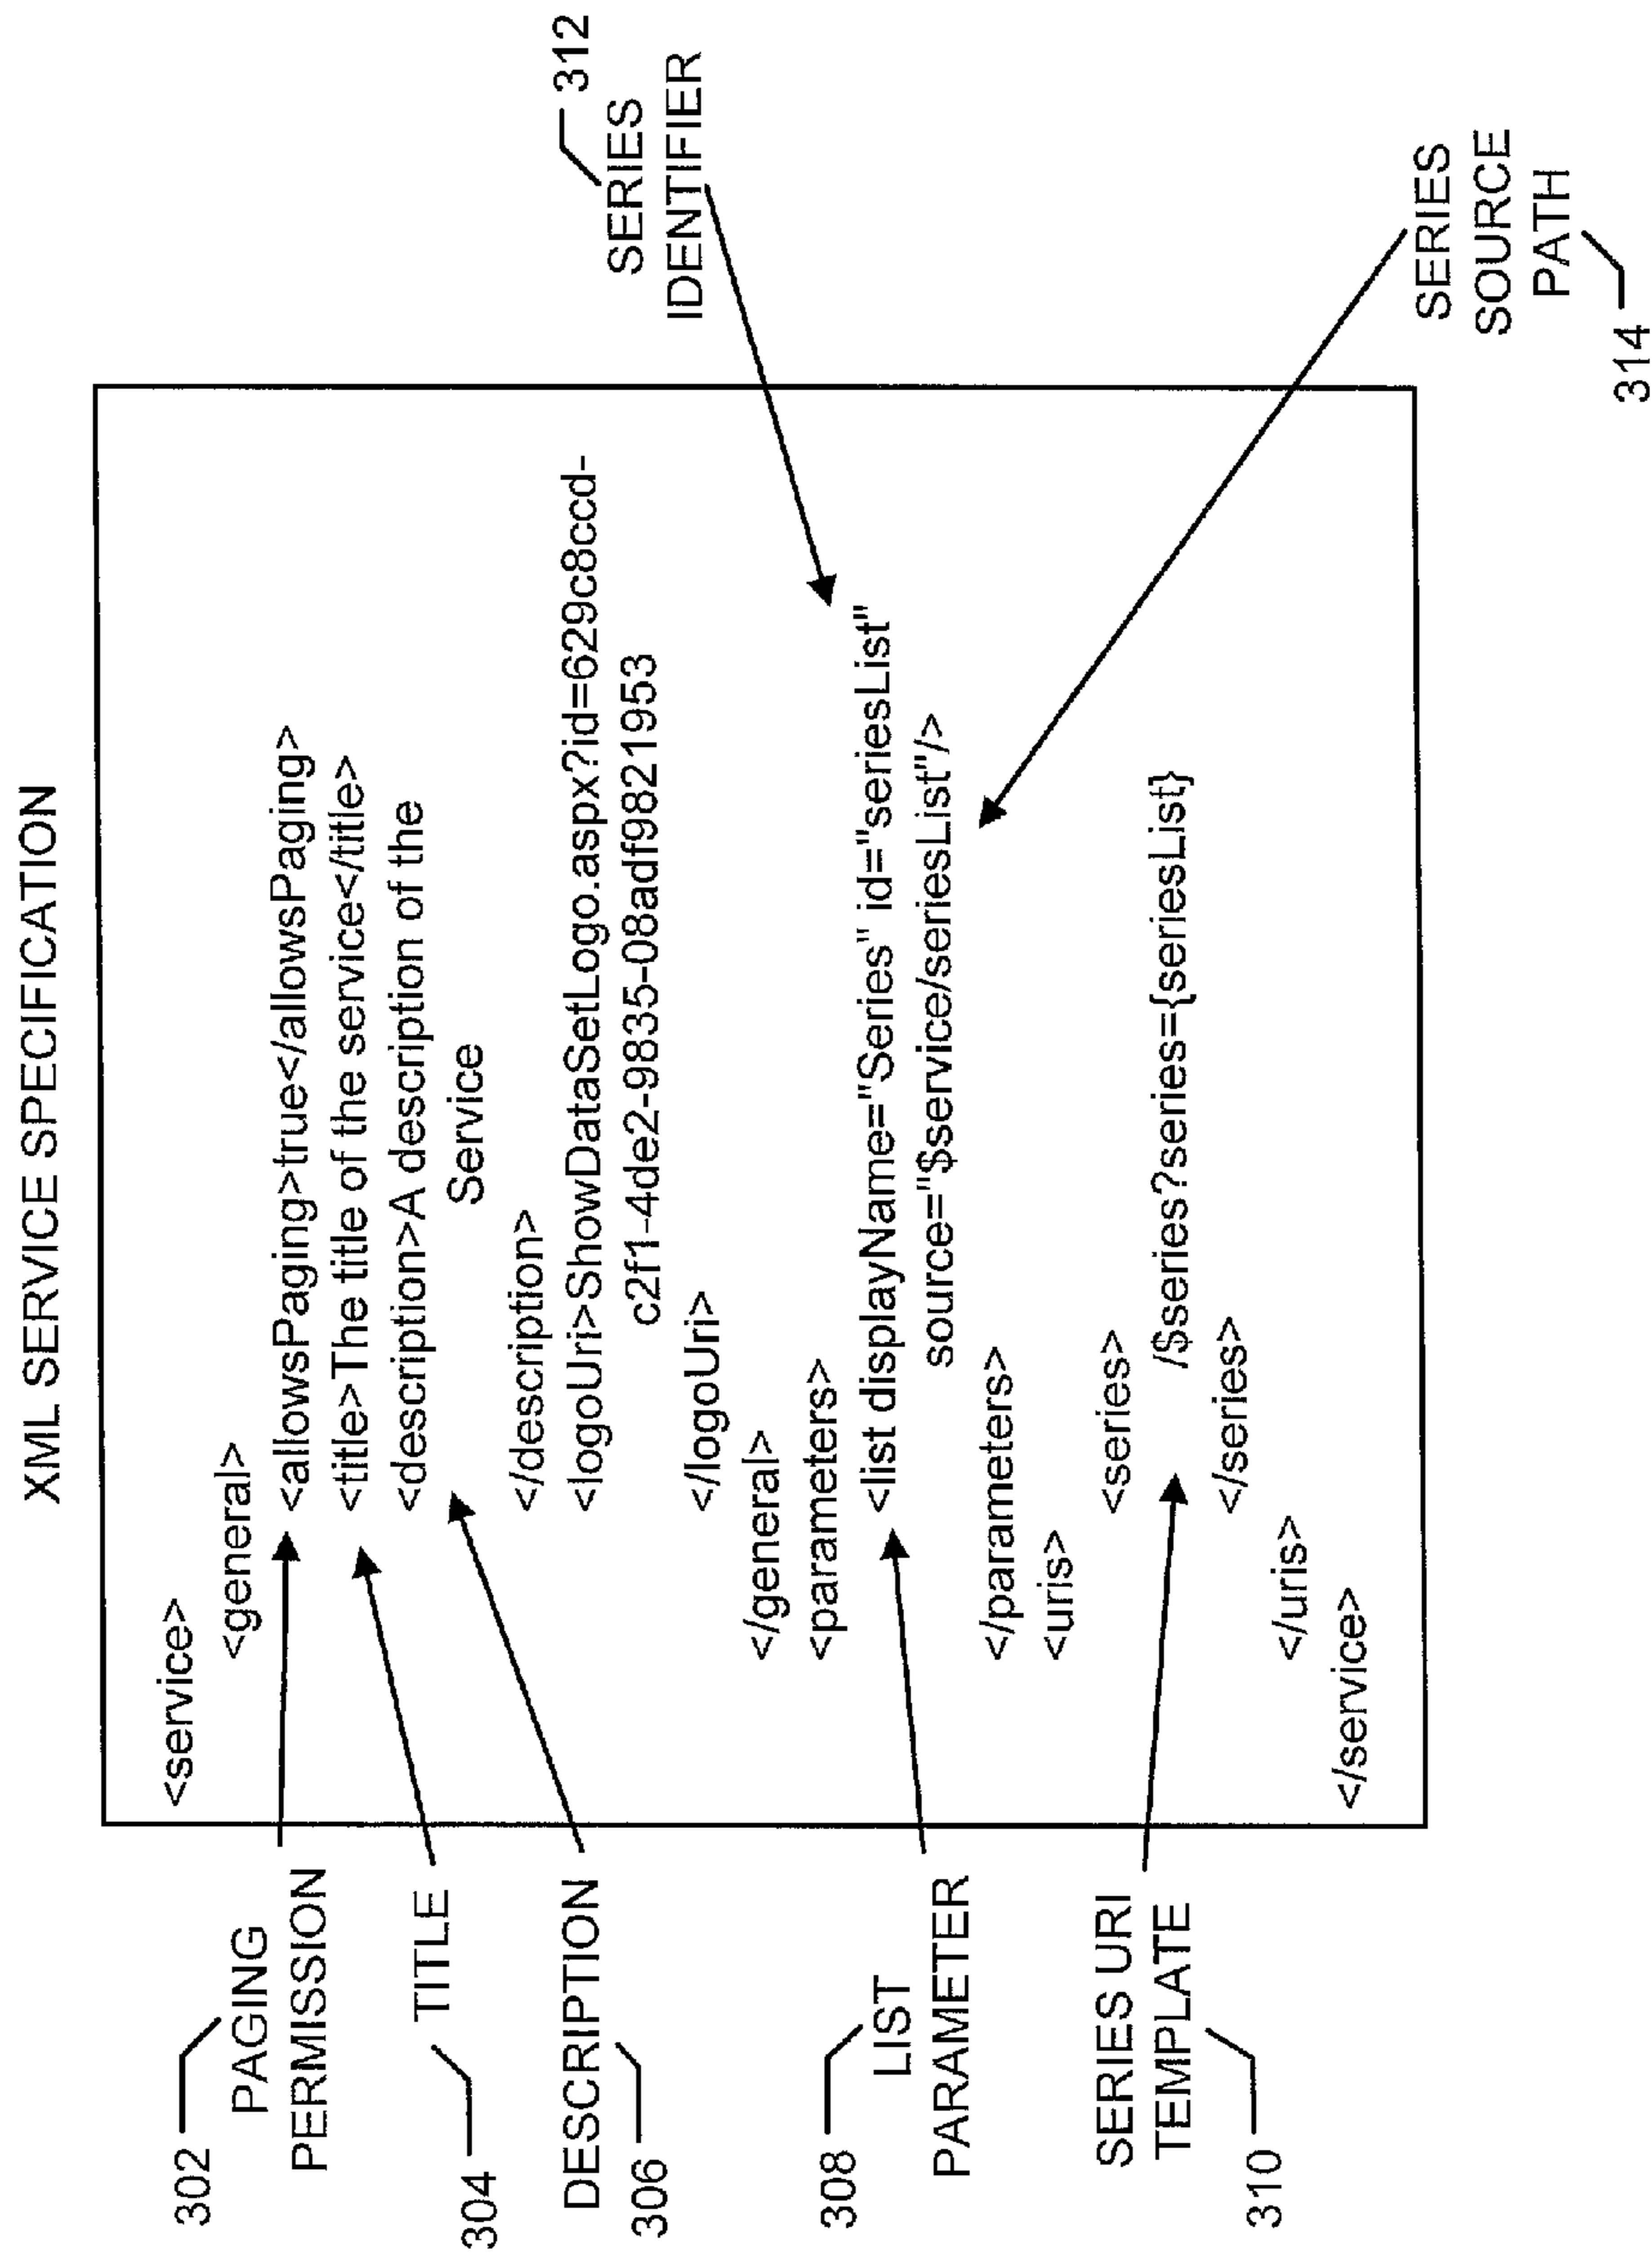 XML SERVICE SPECIFICATION
302
PAGING
PERMISSION
304
TITLE
DESCRIPTION
306
308
LIST
PARAMETER
SERIES URI
TEMPLATE
310
<service>
<general>
<allowsPaging>true</allowsPaging>
<title>The title of the service</title>
<description>A description of the
Service
</description>
<logoUri>ShowDataSetLogo.aspx?id=629c8ccd-
c2f1-4de2-9835-08adf9821953
</logoUri>
</general>
<parameters>
<list displayName="Series" id="seriesList"
source="$service/seriesList"/>
</parameters>
<uris>
<series>
/$series?series={seriesList}
</series>
</uris>
</service>
312
SERIES
IDENTIFIER
SERIES
SOURCE
PATH
314